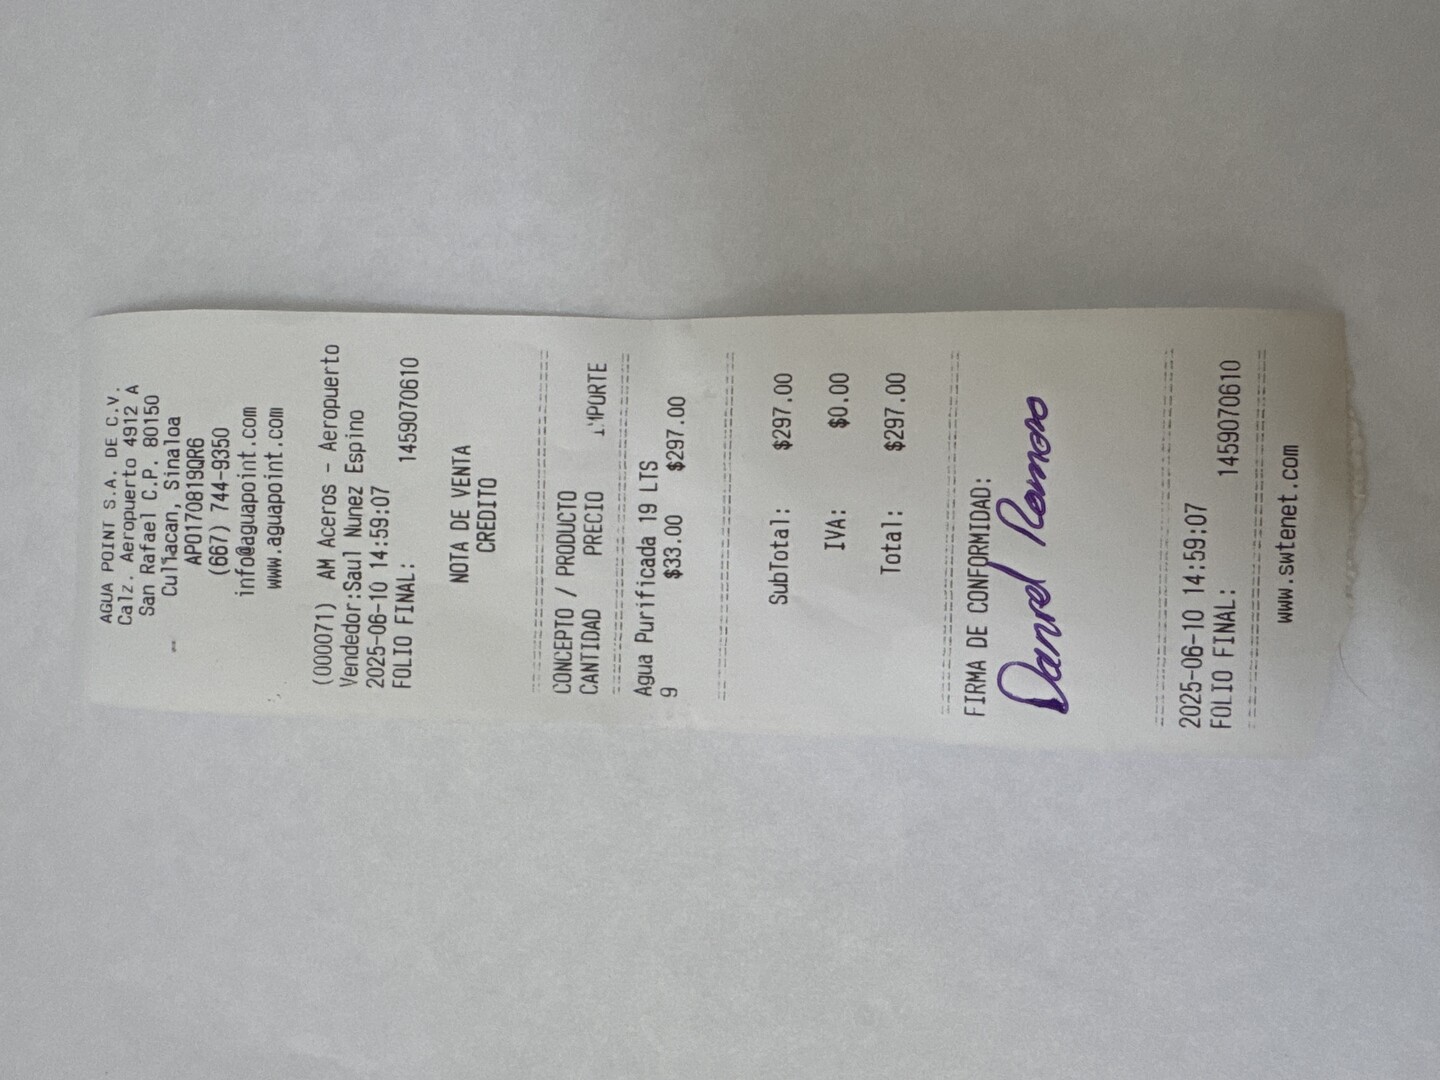 AGUA POINT S.A. DE C.V.
Calz. Aeropuerto 4912 A
San Rafael C.P. 80150
Culiacan, Sinaloa
APO170819QR6
(667) 744-9350
info@aguapoint.com
www.aguapoint.com
(000071) AM Aceros - Aeropuerto
Vendedor:Saul Nunez Espino
2025-06-10 14:59:07
FOLIO FINAL: 1459070610
NOTA DE VENTA
CREDITO
CONCEPTO / PRODUCTO
CANTIDAD PRECIO IMPORTE
Agua Purificada 19 LTS
9 $33.00 $297.00
SubTotal: $297.00
IVA: $0.00
Total: $297.00
FIRMA DE CONFORMIDAD:
Daniel Ramos
2025-06-10 14:59:07
FOLIO FINAL: 1459070610
www.swtenet.com